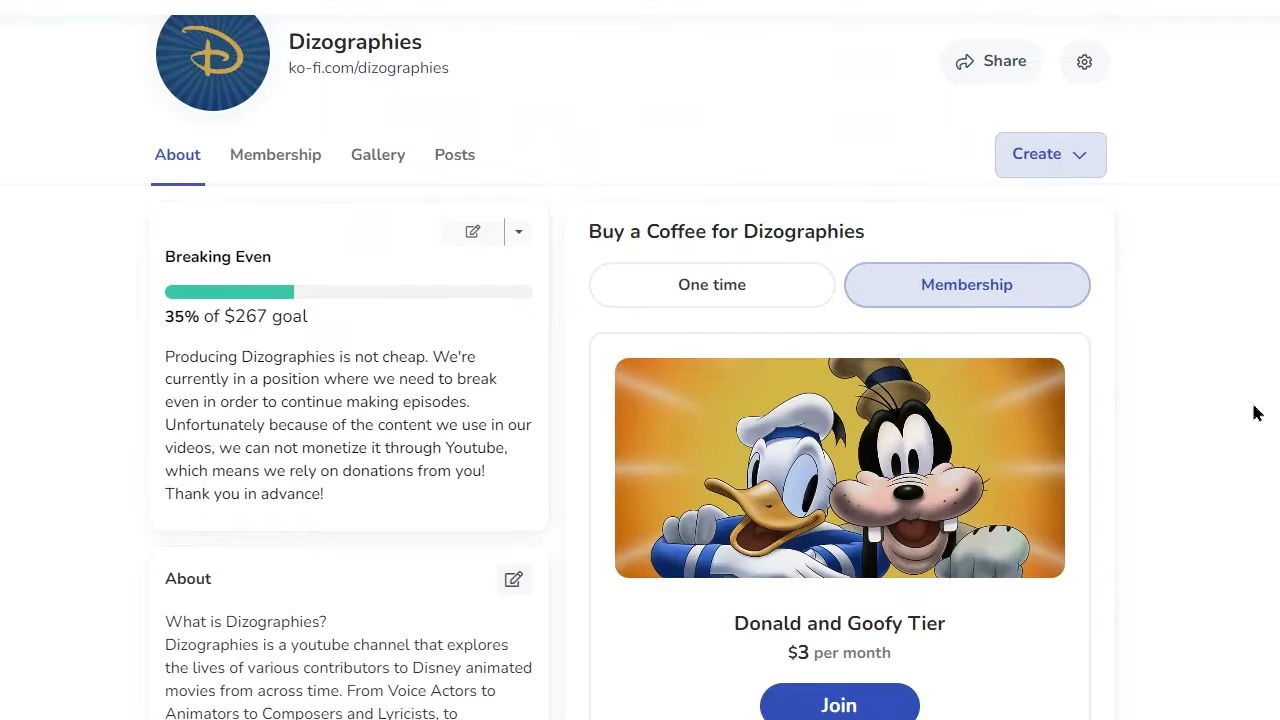 Dizographies
ko-fi.com/dizographies
Share
About
Membership
Gallery
Posts
Create
Breaking Even
35% of $267 goal
Producing Dizographies is not cheap. We're
currently in a position where we need to break
even in order to continue making episodes.
Unfortunately because of the content we use in our
videos, we can not monetize it through Youtube,
which means we rely on donations from you!
Thank you in advance!
About
What is Dizographies?
Dizographies is a youtube channel that explores
the lives of various contributors to Disney animated
movies from across time. From Voice Actors to
Animators to Composers and Lyricists, to
Buy a Coffee for Dizographies
One time
Membership
Donald and Goofy Tier
$3 per month
Join